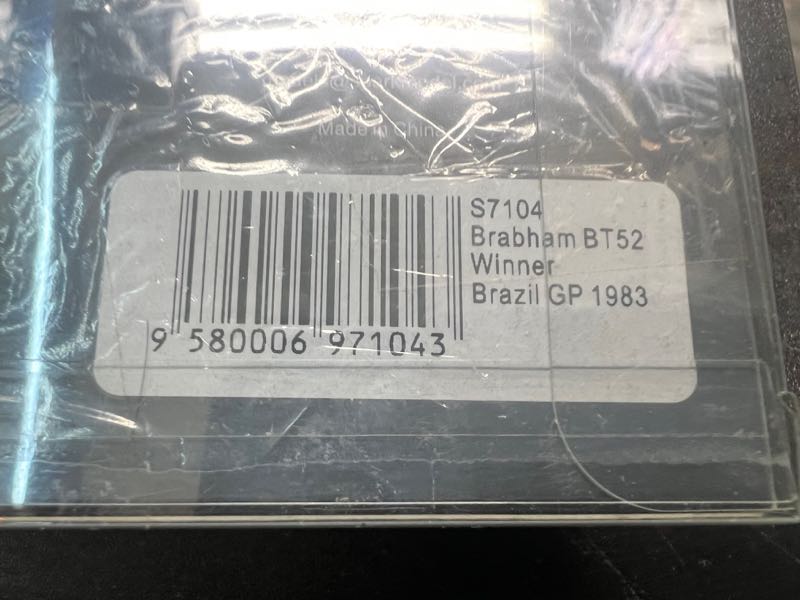 Made in China
S7104
Brabham BT52
Winner
Brazil GP 1983
9 580006 971043